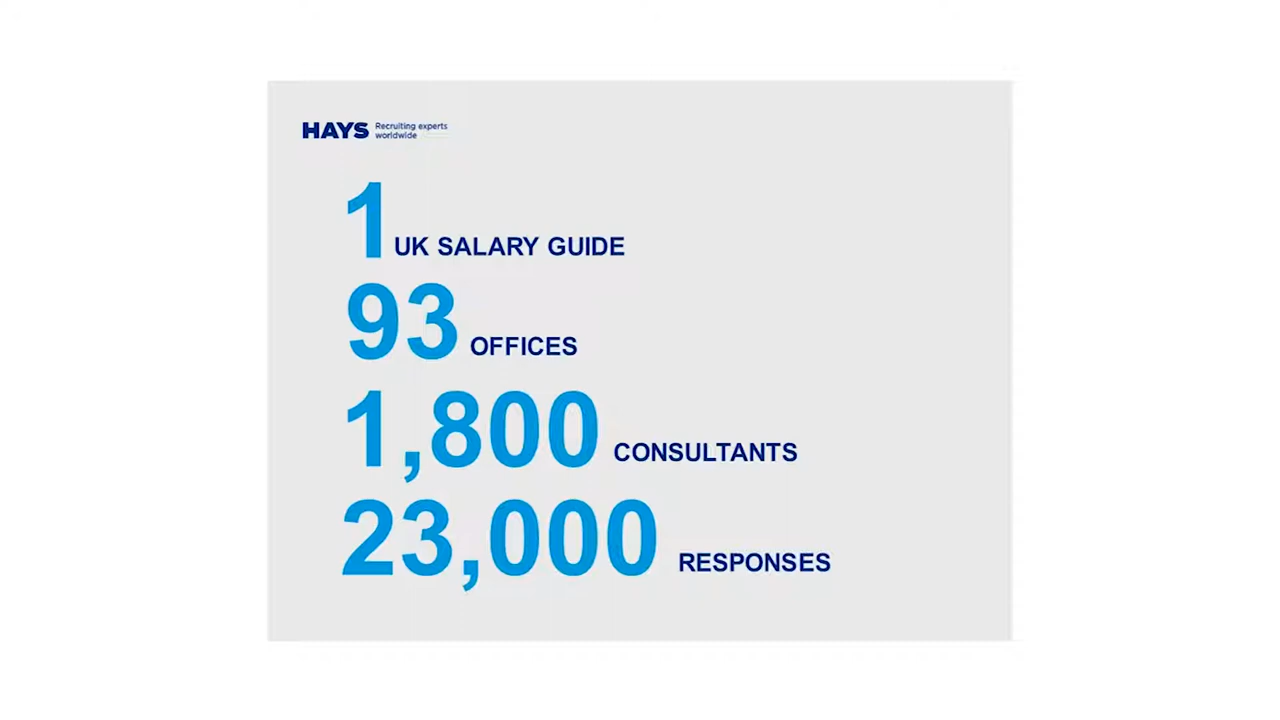 HAYS Recruiting experts
worldwide
1 UK SALARY GUIDE
93 OFFICES
1,800 CONSULTANTS
23,000 RESPONSES